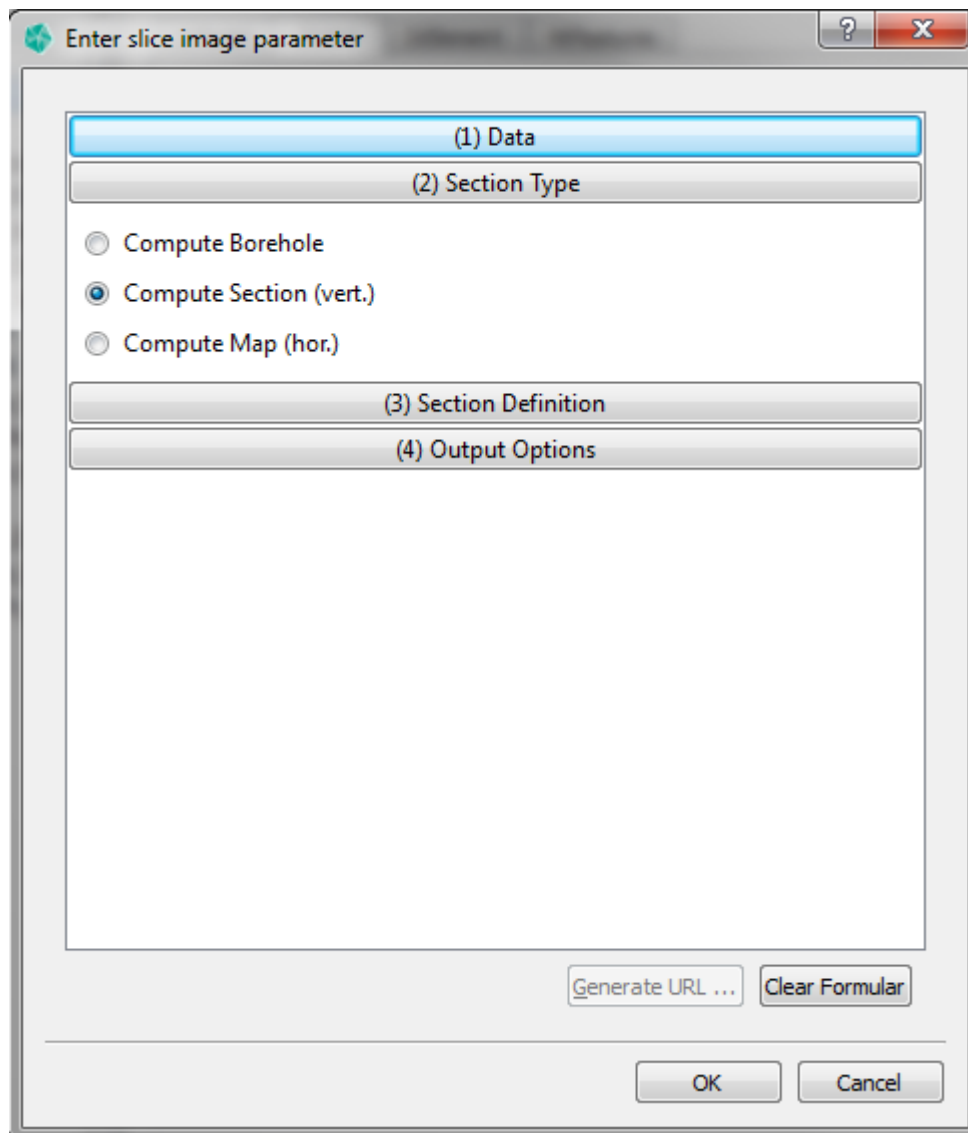 Enter slice image parameter
?
(1) Data
(2) Section Type
Compute Borehole
Compute Section (vert.)
Compute Map (hor.)
(3) Section Definition
(4) Output Options
Generate URL ...
Clear Formular
OK
Cancel